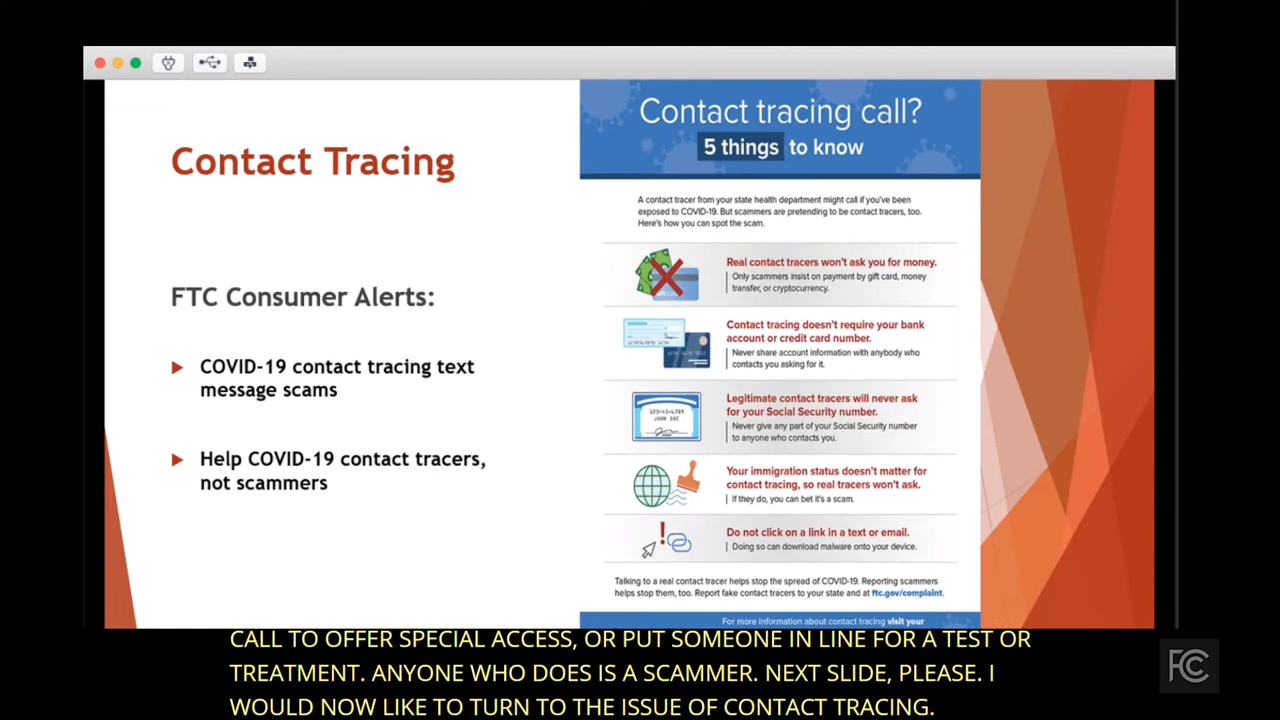 Contact Tracing
FTC Consumer Alerts:
COVID-19 contact tracing text
message scams
Help COVID-19 contact tracers,
not scammers
Contact tracing call?
5 things to know
A contact tracer from your state health department might call if you've been
exposed to COVID-19. But scammers are pretending to be contact tracers, too.
Here's how you can spot the scam.
Real contact tracers won't ask you for money.
Only scammers insist on payment by gift card, money
transfer, or cryptocurrency.
Contact tracing doesn't require your bank
account or credit card number.
Never share account information with anybody who
contacts you asking for it.
Legitimate contact tracers will never ask
for your Social Security number.
Never give any part of your Social Security number
to anyone who contacts you.
123-45-6789
JOHN DOE
Your immigration status doesn't matter for
contact tracing, so real tracers won't ask.
If they do, you can bet it's a scam.
Do not click on a link in a text or email.
Doing so can download malware onto your device.
Talking to a real contact tracer helps stop the spread of COVID-19. Reporting scammers
helps stop them, too. Report fake contact tracers to your state and at ftc.gov/complaint.
For more information about contact tracing visit your
CALL TO OFFER SPECIAL ACCESS, OR PUT SOMEONE IN LINE FOR A TEST OR
TREATMENT. ANYONE WHO DOES IS A SCAMMER. NEXT SLIDE, PLEASE. I
WOULD NOW LIKE TO TURN TO THE ISSUE OF CONTACT TRACING.
FCC